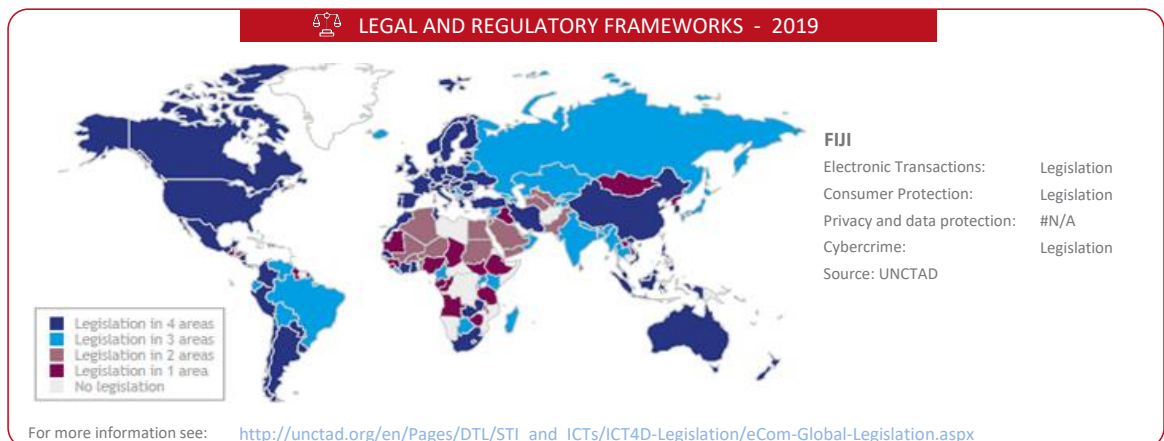 LEGAL AND REGULATORY FRAMEWORKS - 2019
FIJI
Electronic Transactions: Legislation
Consumer Protection: Legislation
Privacy and data protection: #N/A
Cybercrime: Legislation
Source: UNCTAD
Legislation in 4 areas
Legislation in 3 areas
Legislation in 2 areas
Legislation in 1 area
No legislation
For more information see: http://unctad.org/en/Pages/DTL/STI_and_ICTs/ICT4D-Legislation/eCom-Global-Legislation.aspx